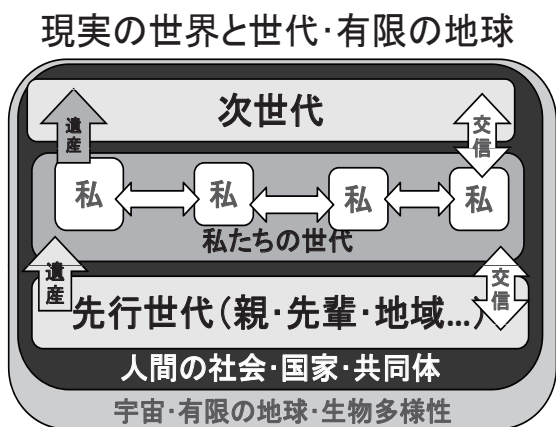 現実の世界と世代・有限の地球
次世代
遺産
交信
私 私 私 私
私たちの世代
遺産
交信
先行世代(親・先輩・地域...)
人間の社会・国家・共同体
宇宙・有限の地球・生物多様性